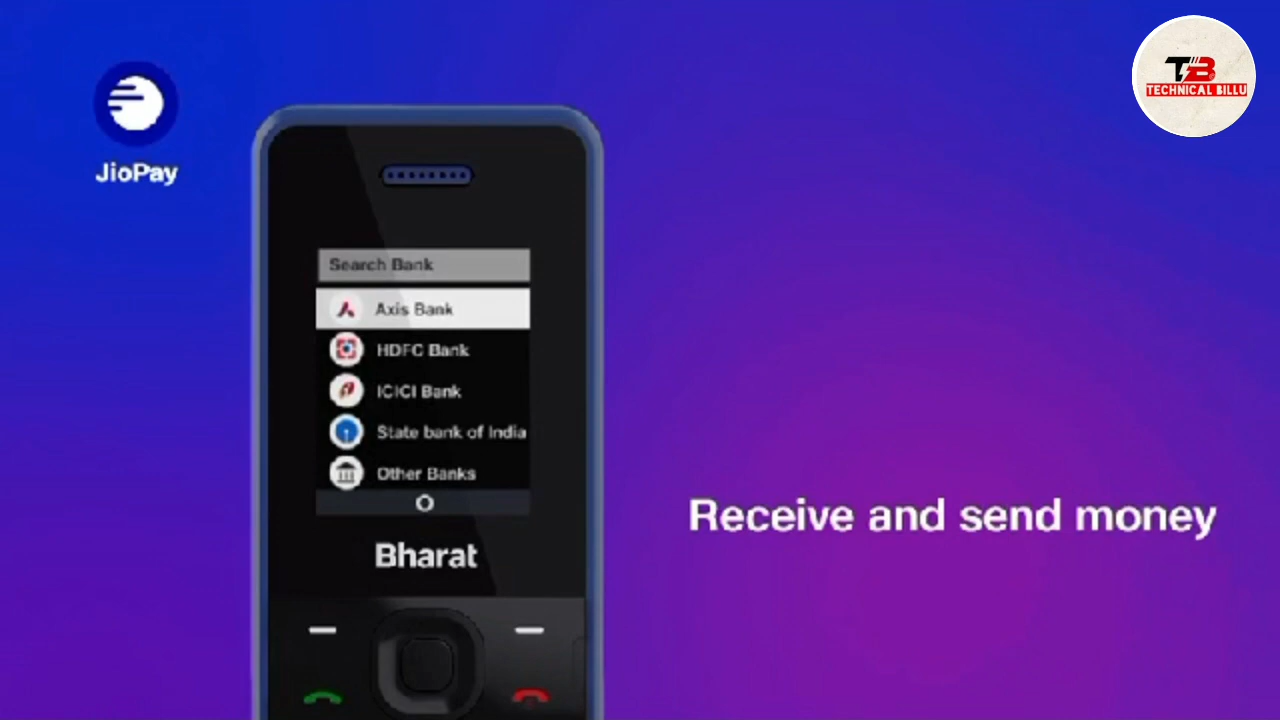 TB
TECHNICAL BILLU
JioPay
Search Bank
Axis Bank
HDFC Bank
ICICI Bank
State bank of India
Other Banks
Bharat
Receive and send money